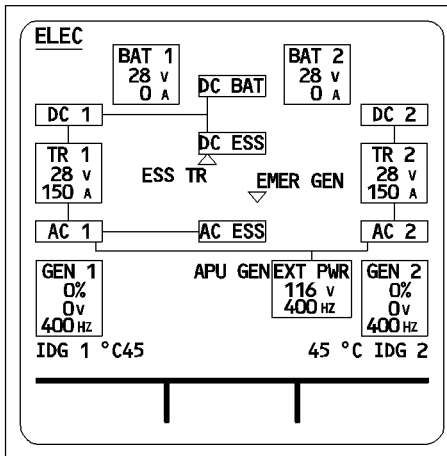 ELEC
BAT 1
28 V
0 A
DC BAT
BAT 2
28 V
0 A
DC 1
DC ESS
DC 2
TR 1
28 V
150 A
ESS TR
EMER GEN
TR 2
28 V
150 A
AC 1
AC ESS
AC 2
GEN 1
0%
0V
400 HZ
APU GEN
EXT PWR
116 V
400 HZ
GEN 2
0%
0V
400 HZ
IDG 1 °C45
45 °C IDG 2